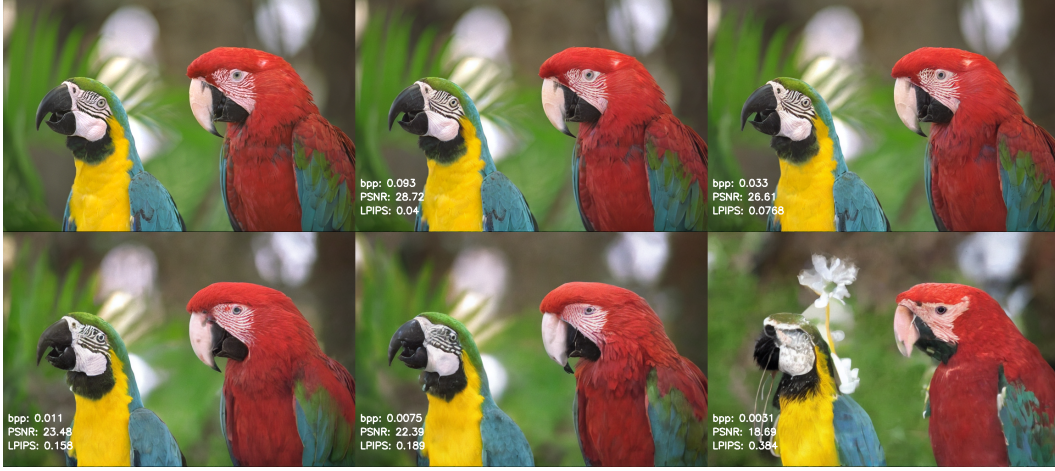 bpp: 0.093
PSNR: 28.72
LPIPS: 0.04
bpp: 0.033
PSNR: 26.61
LPIPS: 0.0768
bpp: 0.011
PSNR: 23.48
LPIPS: 0.158
bpp: 0.0075
PSNR: 22.39
LPIPS: 0.189
bpp: 0.0031
PSNR: 18.69
LPIPS: 0.384